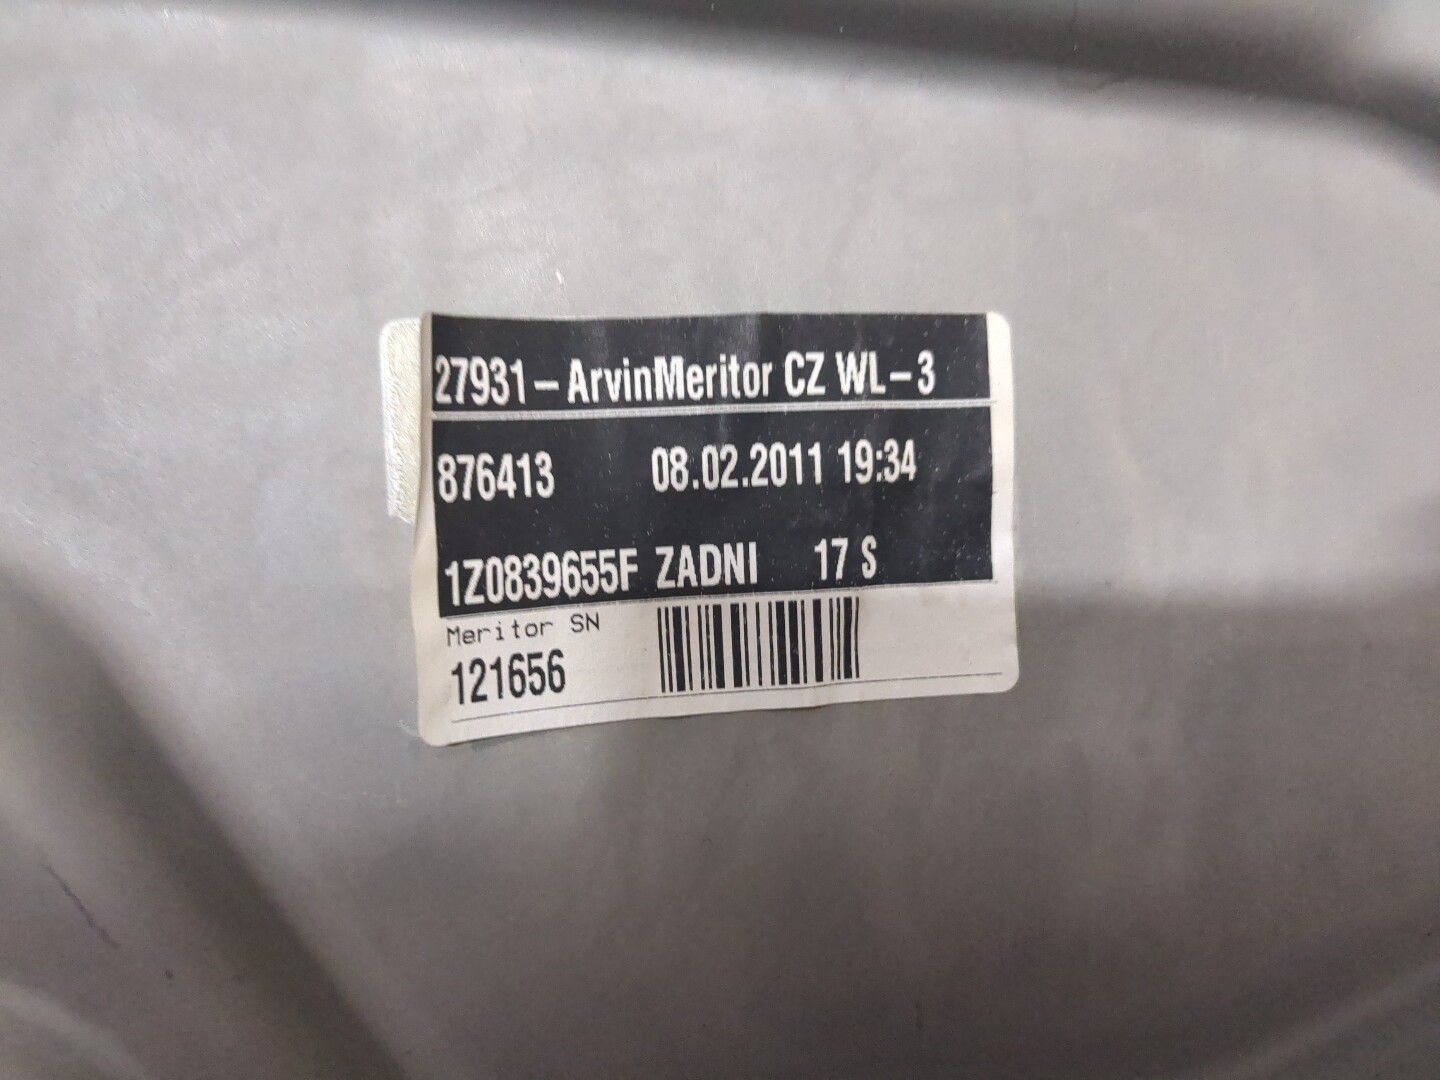 27931-ArvinMeritor CZ WL-3
876413 08.02.2011 19:34
1Z0839655F ZADNI 17 S
Meritor SN
121656